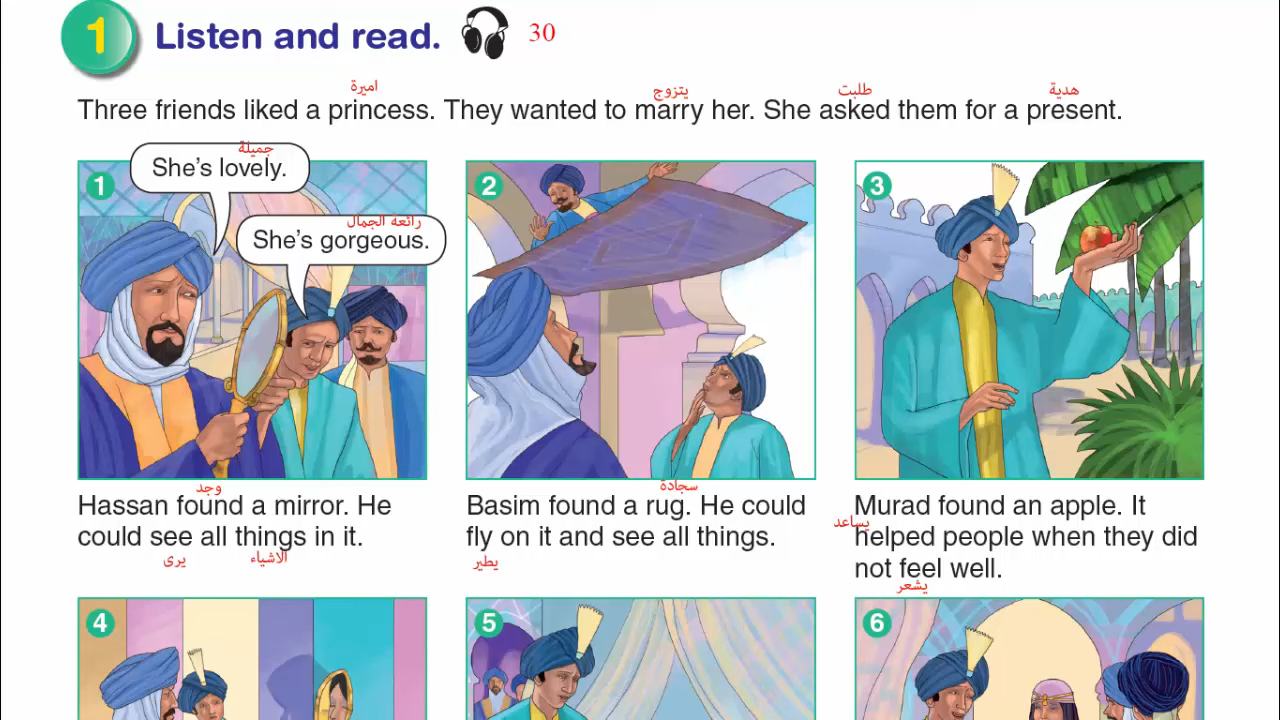 1 Listen and read. 30
اميرة يتزوج طلبت هدية
Three friends liked a princess. They wanted to marry her. She asked them for a present.
1
جميلة
She's lovely.
رائعه الجمال
She's gorgeous.
2
3
وجد
Hassan found a mirror. He
could see all things in it.
يرى الاشياء
سجادة
Basim found a rug. He could
fly on it and see all things.
يطير
Murad found an apple. It
يساعد
helped people when they did
not feel well.
يشعر
4
5
6